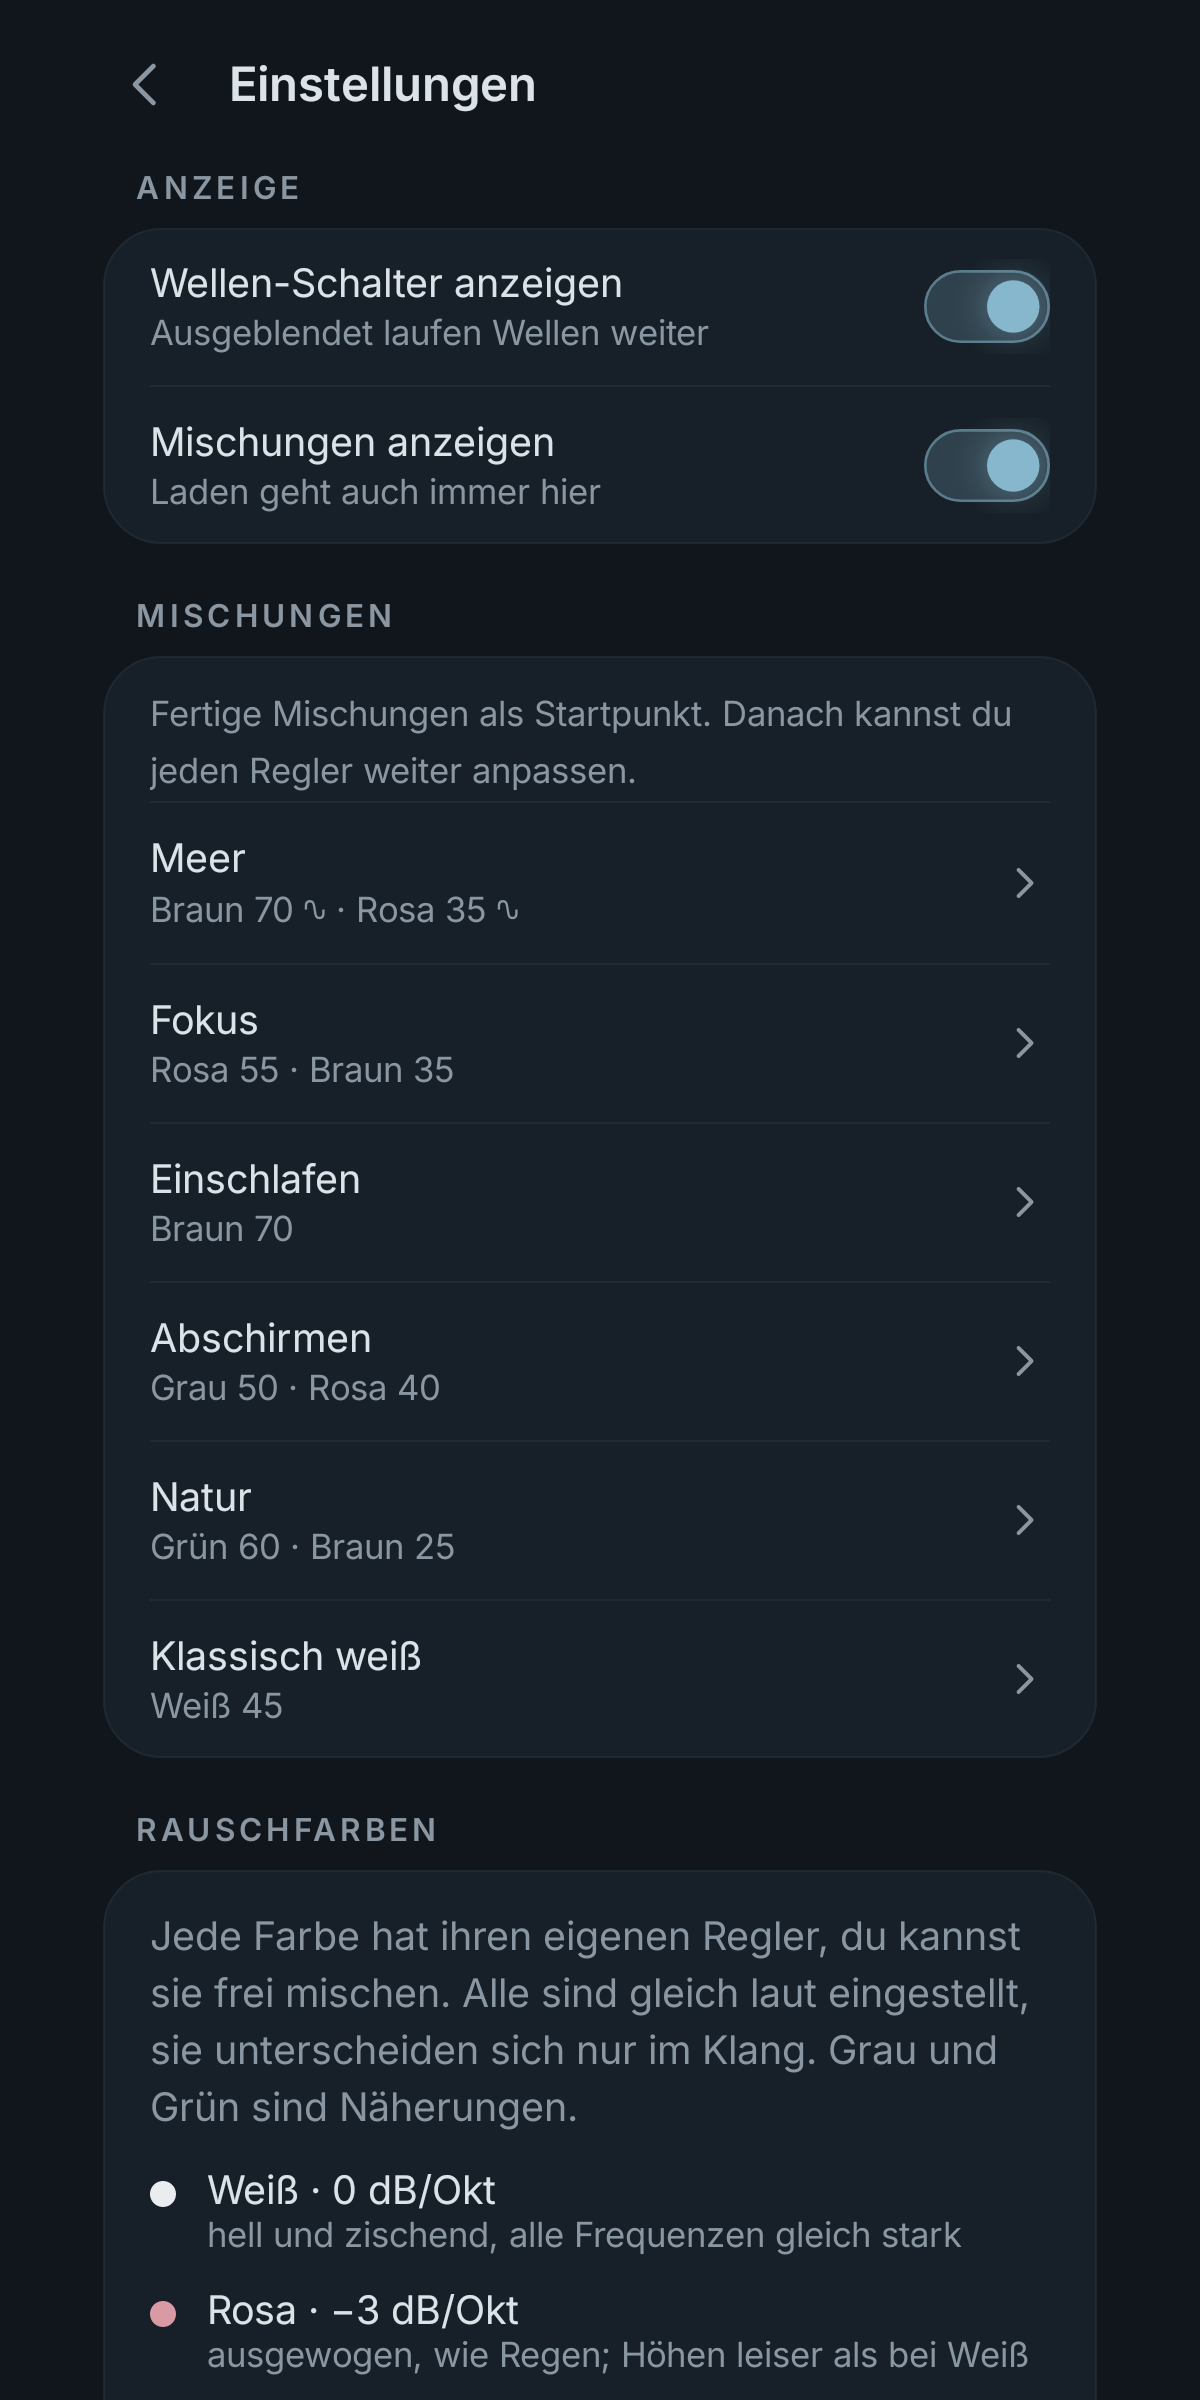 Einstellungen
ANZEIGE
Wellen-Schalter anzeigen
Ausgeblendet laufen Wellen weiter
Mischungen anzeigen
Laden geht auch immer hier
MISCHUNGEN
Fertige Mischungen als Startpunkt. Danach kannst du
jeden Regler weiter anpassen.
Meer
Braun 70 ∿ · Rosa 35 ∿
Fokus
Rosa 55 · Braun 35
Einschlafen
Braun 70
Abschirmen
Grau 50 · Rosa 40
Natur
Grün 60 · Braun 25
Klassisch weiß
Weiß 45
RAUSCHFARBEN
Jede Farbe hat ihren eigenen Regler, du kannst
sie frei mischen. Alle sind gleich laut eingestellt,
sie unterscheiden sich nur im Klang. Grau und
Grün sind Näherungen.
Weiß · 0 dB/Okt
hell und zischend, alle Frequenzen gleich stark
Rosa · −3 dB/Okt
ausgewogen, wie Regen; Höhen leiser als bei Weiß